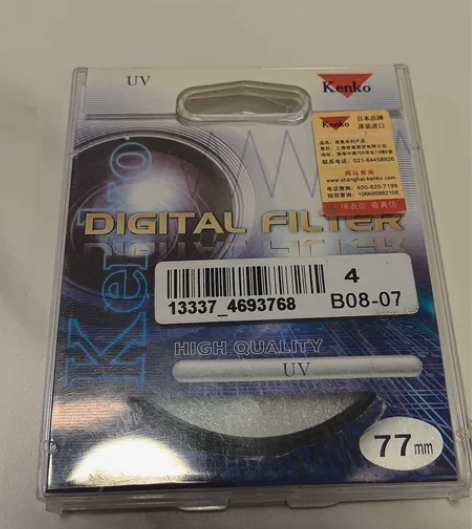 UV
Kenko
Kenko
日本品牌
原装进口
021-64458926
www.shanghai-kenko.com
400-820-7199
Kenko
DIGITAL FILTER
4
13337_4693768
B08-07
HIGH QUALITY
UV
77mm